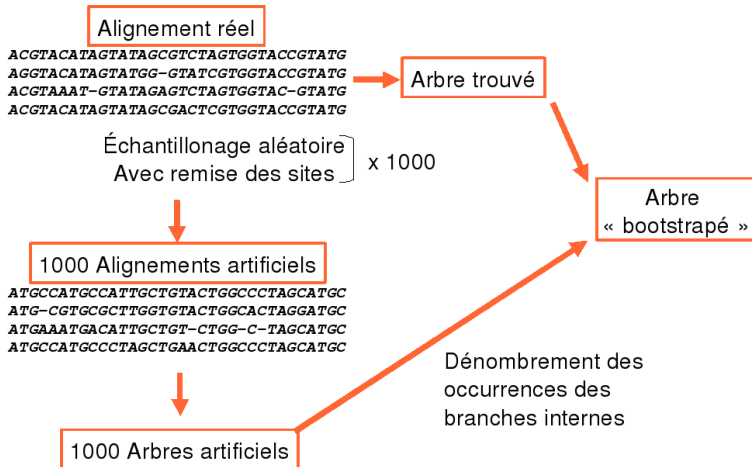 Alignement réel
ACGTACATAGTATAGCGTCTAGTGGTACCGTATG
AGGTACATAGTATGG-GTATCGTGGTACCGTATG
ACGTAAAT-GTATAGAGTCTAGTGGTAC-GTATG
ACGTACATAGTATAGCGACTCGTGGTACCGTATG
Arbre trouvé
Échantillonage aléatoire
Avec remise des sites
x 1000
Arbre
« bootstrapé »
1000 Alignements artificiels
ATGCCATGCCATTGCTGTACTGGCCCTAGCATGC
ATG-CGTGCGCTTGGTGTACTGGCACTAGGATGC
ATGAAATGACATTGCTGT-CTGG-C-TAGCATGC
ATGCCATGCCCTAGCTGAACTGGCCCTAGCATGC
Dénombrement des
occurrences des
branches internes
1000 Arbres artificiels